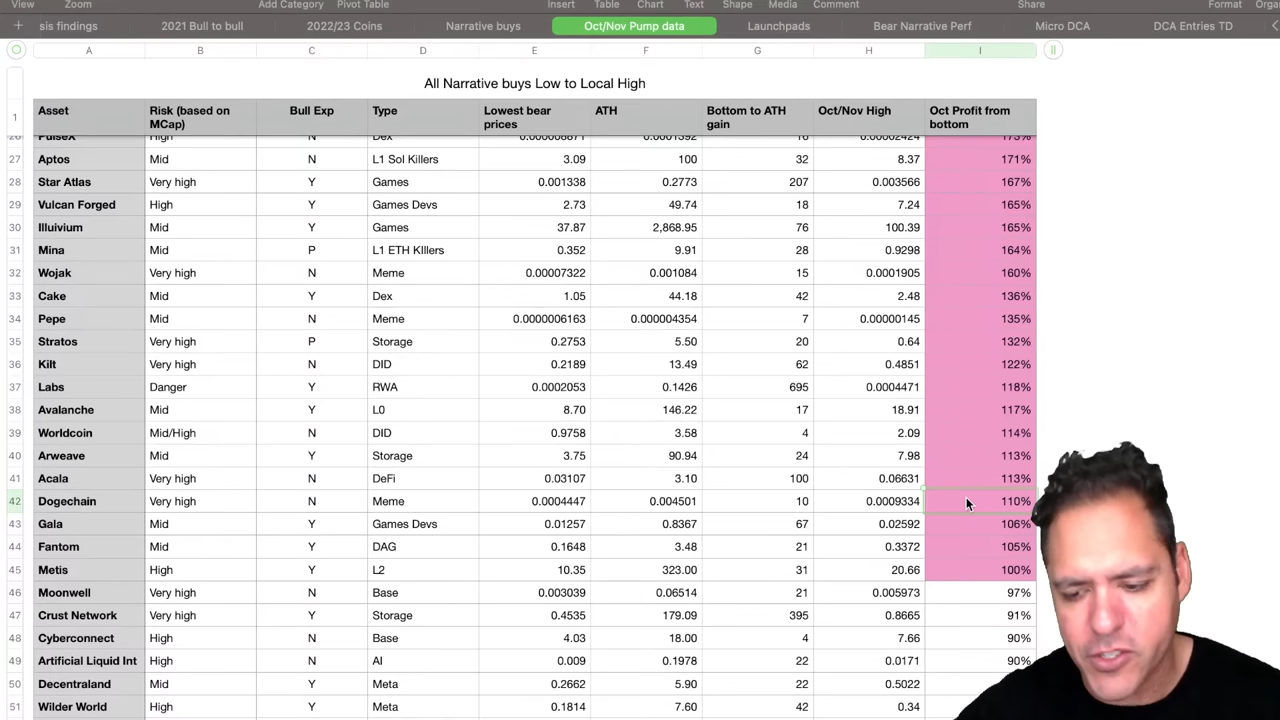 View Zoom Add Category Pivot Table Insert Table Chart Text Shape Media Comment Share Format
sis findings 2021 Bull to bull 2022/23 Coins Narrative buys Oct/Nov Pump data Launchpads Bear Narrative Perf Micro DCA DCA Entries TD
A B C D E F G H I
All Narrative buys Low to Local High
1 Asset Risk (based on MCap) Bull Exp Type Lowest bear prices ATH Bottom to ATH gain Oct/Nov High Oct Profit from bottom
26 PulseX High N Dex 173%
27 Aptos Mid N L1 Sol Killers 3.09 100 32 8.37 171%
28 Star Atlas Very high Y Games 0.001338 0.2773 207 0.003566 167%
29 Vulcan Forged High Y Games Devs 2.73 49.74 18 7.24 165%
30 Illuivium Mid Y Games 37.87 2,868.95 76 100.39 165%
31 Mina Mid P L1 ETH KIllers 0.352 9.91 28 0.9298 164%
32 Wojak Very high N Meme 0.00007322 0.001084 15 0.0001905 160%
33 Cake Mid Y Dex 1.05 44.18 42 2.48 136%
34 Pepe Mid N Meme 0.0000006163 0.000004354 7 0.00000145 135%
35 Stratos Very high P Storage 0.2753 5.50 20 0.64 132%
36 Kilt Very high N DID 0.2189 13.49 62 0.4851 122%
37 Labs Danger Y RWA 0.0002053 0.1426 695 0.0004471 118%
38 Avalanche Mid Y L0 8.70 146.22 17 18.91 117%
39 Worldcoin Mid/High N DID 0.9758 3.58 4 2.09 114%
40 Arweave Mid Y Storage 3.75 90.94 24 7.98 113%
41 Acala Very high N DeFi 0.03107 3.10 100 0.06631 113%
42 Dogechain Very high N Meme 0.0004447 0.004501 10 0.0009334 110%
43 Gala Mid Y Games Devs 0.01257 0.8367 67 0.02592 106%
44 Fantom Mid Y DAG 0.1648 3.48 21 0.3372 105%
45 Metis High Y L2 10.35 323.00 31 20.66 100%
46 Moonwell Very high N Base 0.003039 0.06514 21 0.005973 97%
47 Crust Network Very high Y Storage 0.4535 179.09 395 0.8665 91%
48 Cyberconnect High N Base 4.03 18.00 4 7.66 90%
49 Artificial Liquid Int High N AI 0.009 0.1978 22 0.0171 90%
50 Decentraland Mid Y Meta 0.2662 5.90 22 0.5022
51 Wilder World High Y Meta 0.1814 7.60 42 0.34